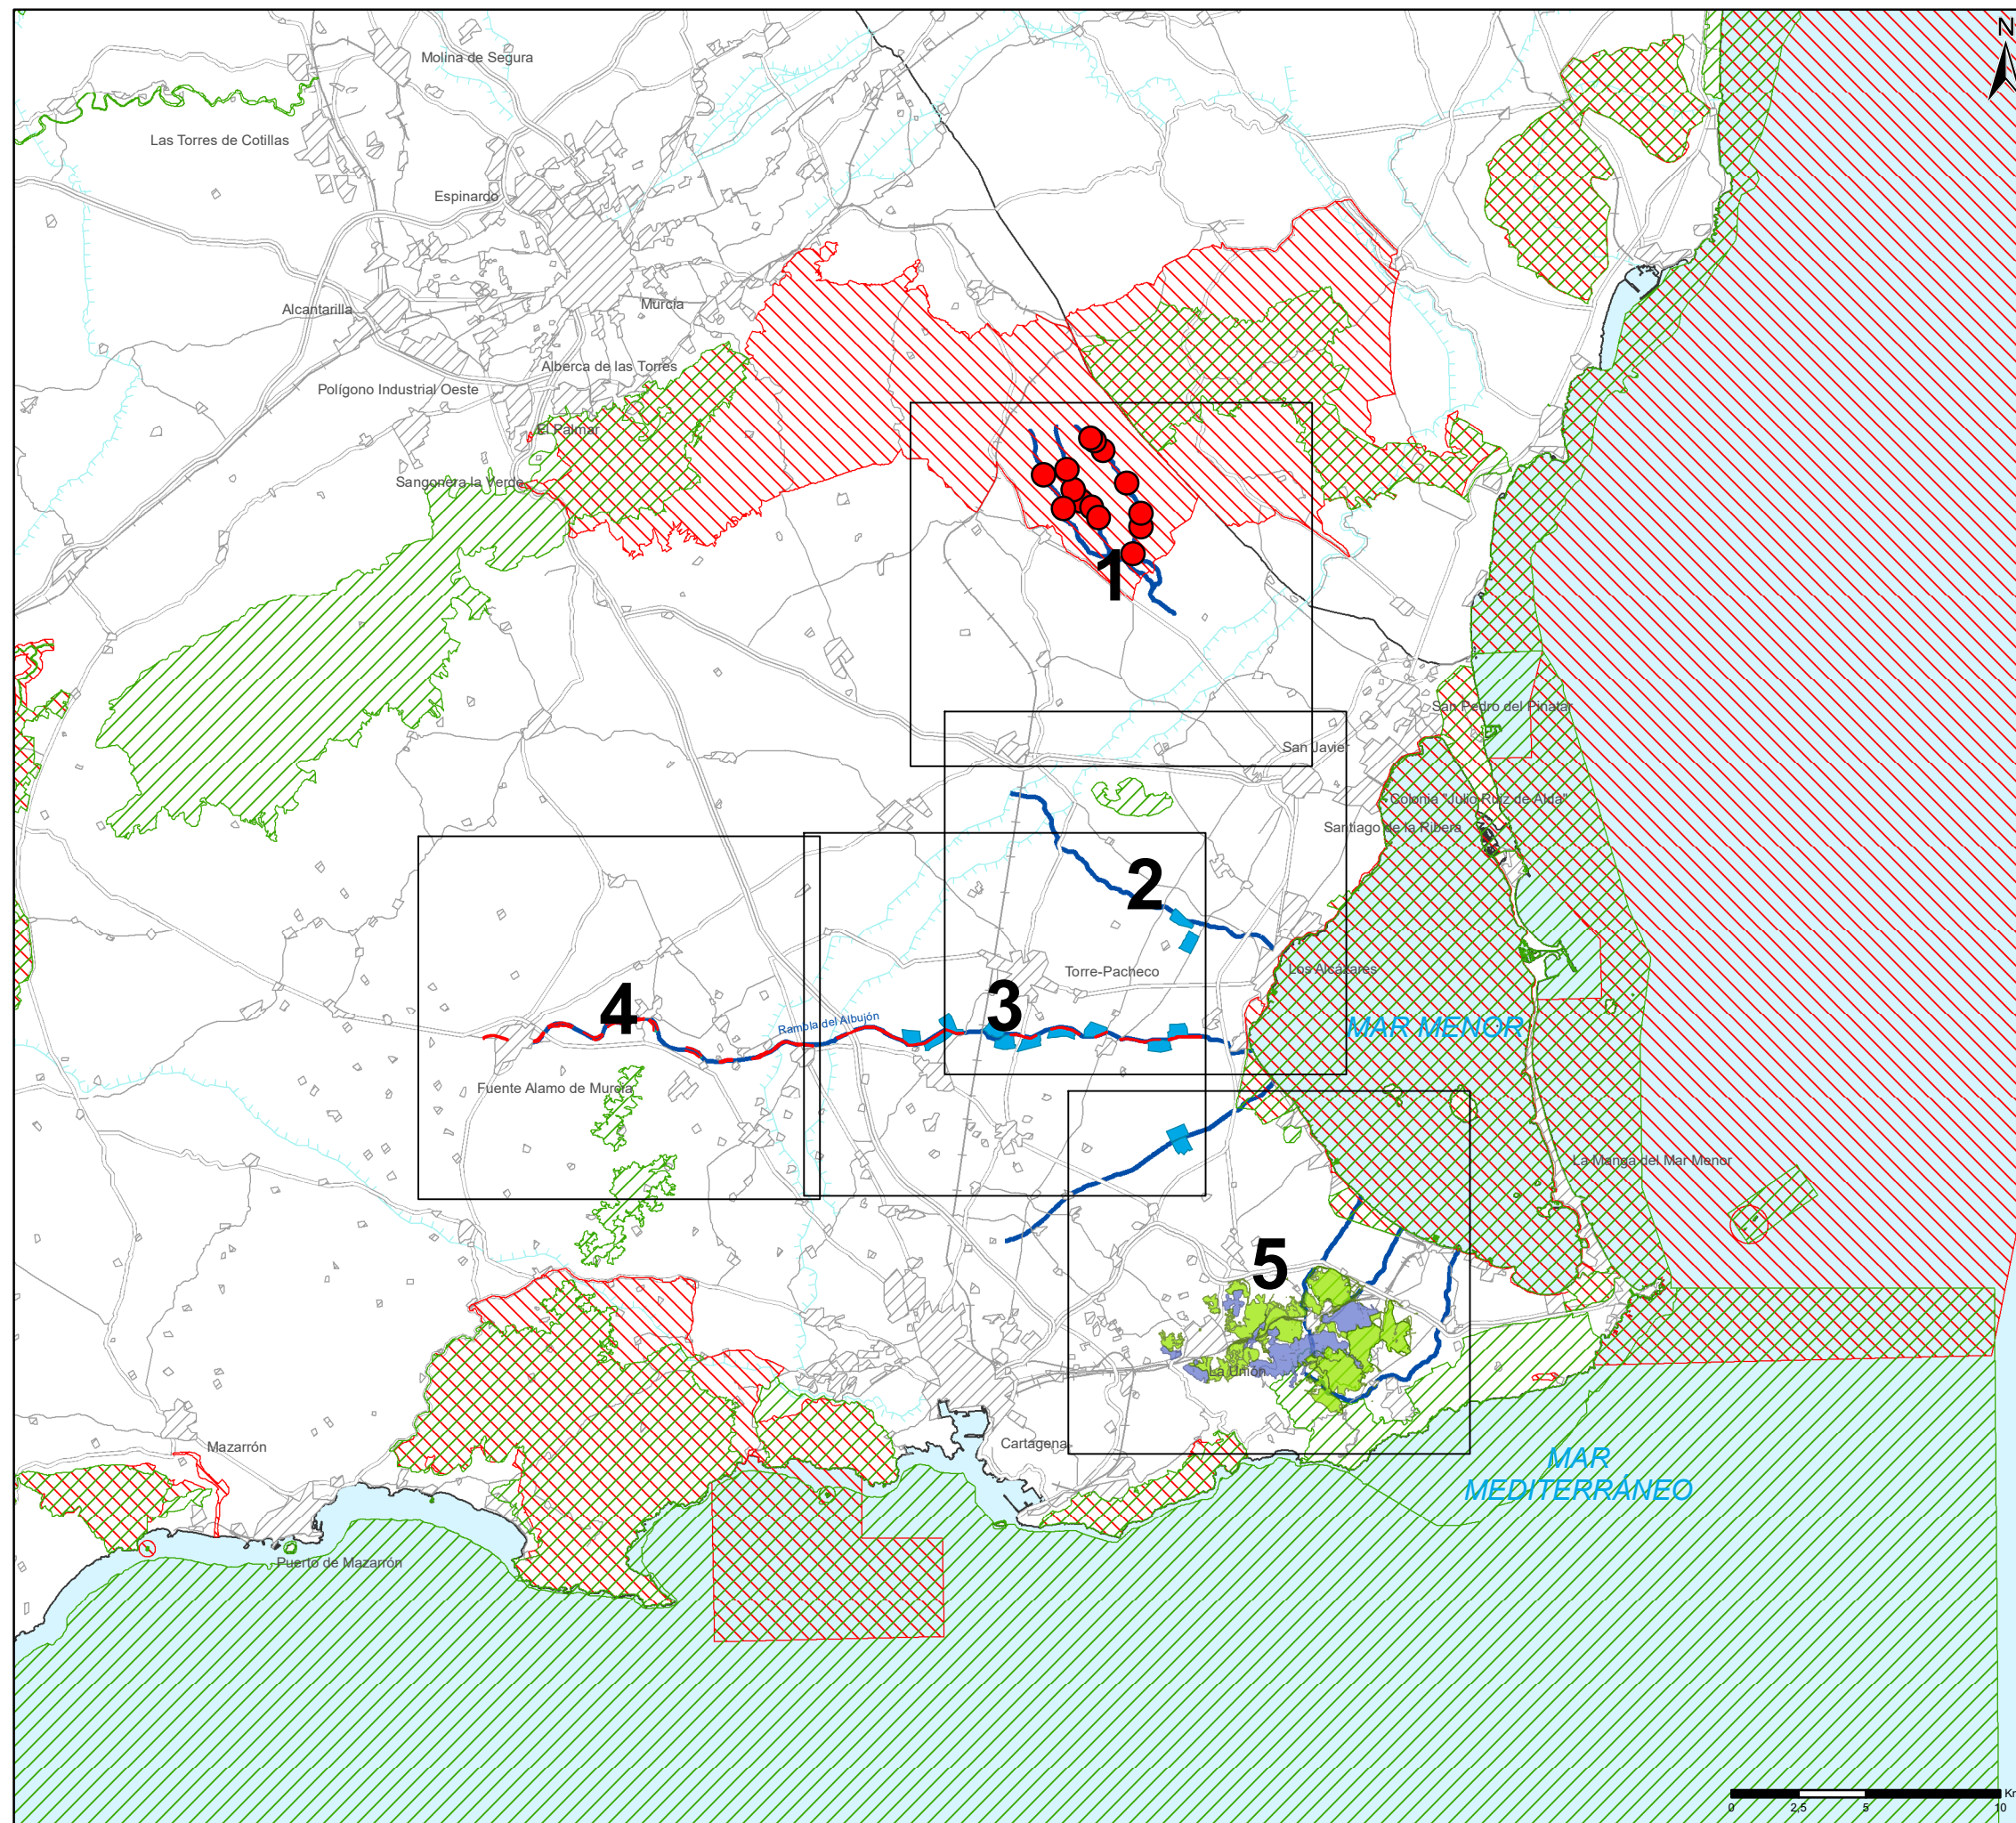 N
Molina de Segura
Las Torres de Cotillas
Espinardo
Murcia
Alcantarilla
Alberca de las Torres
Polígono Industrial Oeste
El Palmar
Sangonera la Verde
1
San Pedro del Pinatar
San Javier
Colonia "Julio Ruiz de Alda"
Santiago de la Ribera
2
Los Alcázares
Torre-Pacheco
3
4
Rambla del Albujón
MAR MENOR
Fuente Alamo de Murcia
La Manga del Mar Menor
5
La Unión
Mazarrón
Cartagena
MAR
MEDITERRÁNEO
Puerto de Mazarrón
0 2,5 5 10